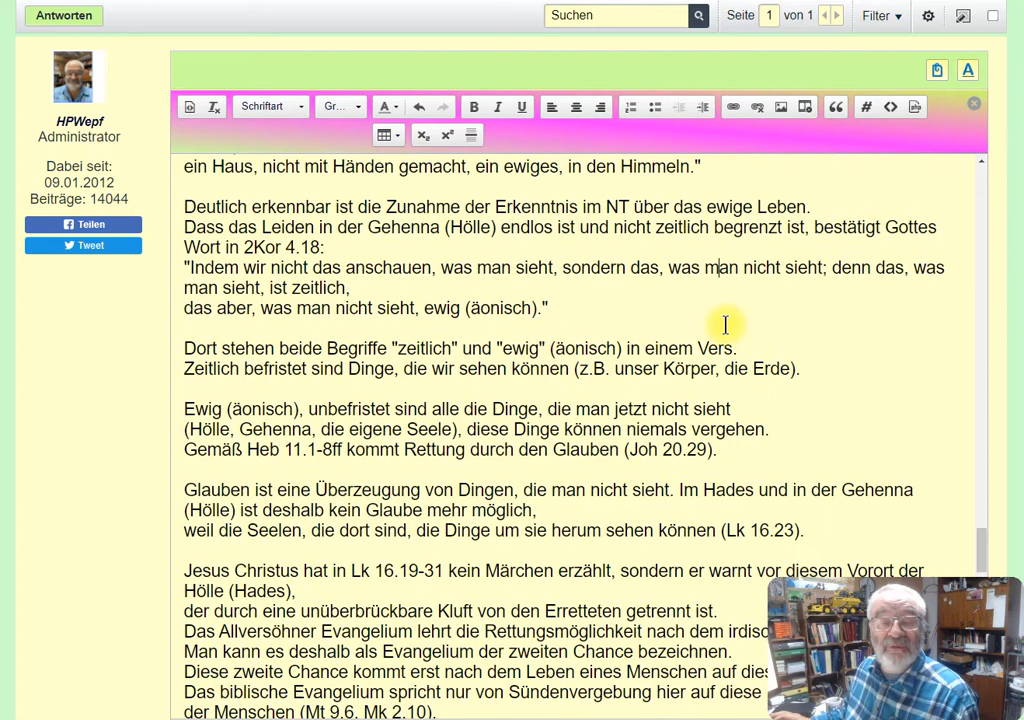 Antworten
Suchen
Seite 1 von 1
Filter
HPWepf
Administrator
Dabei seit:
09.01.2012
Beiträge: 14044
Teilen
Tweet
Schriftart
Gr...
ein Haus, nicht mit Händen gemacht, ein ewiges, in den Himmeln."
Deutlich erkennbar ist die Zunahme der Erkenntnis im NT über das ewige Leben.
Dass das Leiden in der Gehenna (Hölle) endlos ist und nicht zeitlich begrenzt ist, bestätigt Gottes
Wort in 2Kor 4.18:
"Indem wir nicht das anschauen, was man sieht, sondern das, was man nicht sieht; denn das, was
man sieht, ist zeitlich,
das aber, was man nicht sieht, ewig (äonisch)."
Dort stehen beide Begriffe "zeitlich" und "ewig" (äonisch) in einem Vers.
Zeitlich befristet sind Dinge, die wir sehen können (z.B. unser Körper, die Erde).
Ewig (äonisch), unbefristet sind alle die Dinge, die man jetzt nicht sieht
(Hölle, Gehenna, die eigene Seele), diese Dinge können niemals vergehen.
Gemäß Heb 11.1-8ff kommt Rettung durch den Glauben (Joh 20.29).
Glauben ist eine Überzeugung von Dingen, die man nicht sieht. Im Hades und in der Gehenna
(Hölle) ist deshalb kein Glaube mehr möglich,
weil die Seelen, die dort sind, die Dinge um sie herum sehen können (Lk 16.23).
Jesus Christus hat in Lk 16.19-31 kein Märchen erzählt, sondern er warnt vor diesem Vorort der
Hölle (Hades),
der durch eine unüberbrückbare Kluft von den Erretteten getrennt ist.
Das Allversöhner Evangelium lehrt die Rettungsmöglichkeit nach dem
Man kann es deshalb als Evangelium der zweiten Chance bezeichnen.
Diese zweite Chance kommt erst nach dem Leben eines Menschen auf
Das biblische Evangelium spricht nur von Sündenvergebung hier auf diese
der Menschen (Mt 9.6, Mk 2.10).